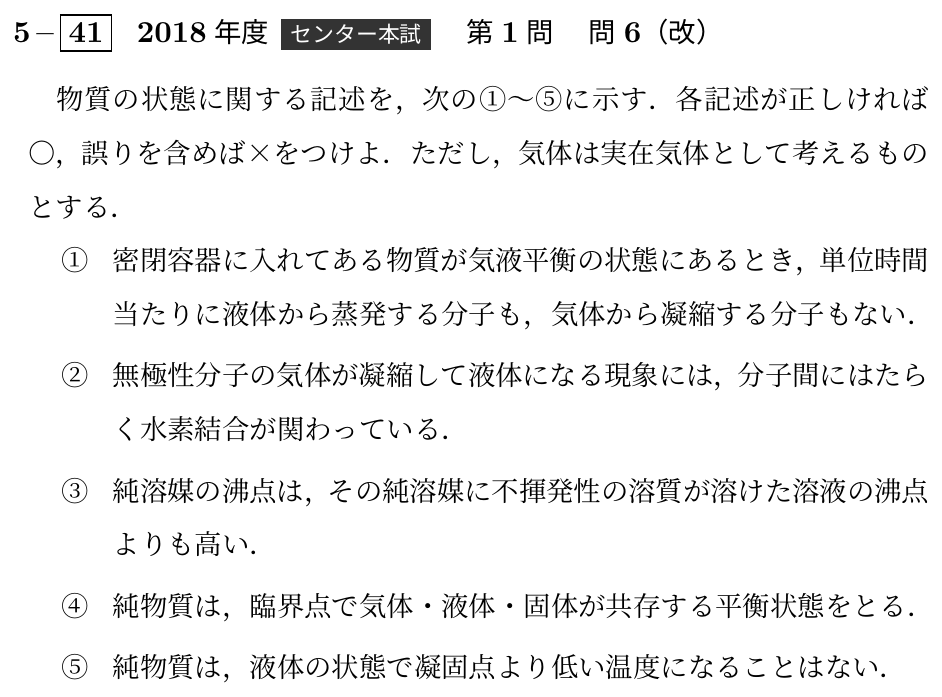 5－41 2018 年度 センター本試 第 1 問 問 6（改）
物質の状態に関する記述を，次の①～⑤に示す．各記述が正しければ
○，誤りを含めば×をつけよ．ただし，気体は実在気体として考えるもの
とする．
① 密閉容器に入れてある物質が気液平衡の状態にあるとき，単位時間
当たりに液体から蒸発する分子も，気体から凝縮する分子もない．
② 無極性分子の気体が凝縮して液体になる現象には，分子間にはたら
く水素結合が関わっている．
③ 純溶媒の沸点は，その純溶媒に不揮発性の溶質が溶けた溶液の沸点
よりも高い．
④ 純物質は，臨界点で気体・液体・固体が共存する平衡状態をとる．
⑤ 純物質は，液体の状態で凝固点より低い温度になることはない．